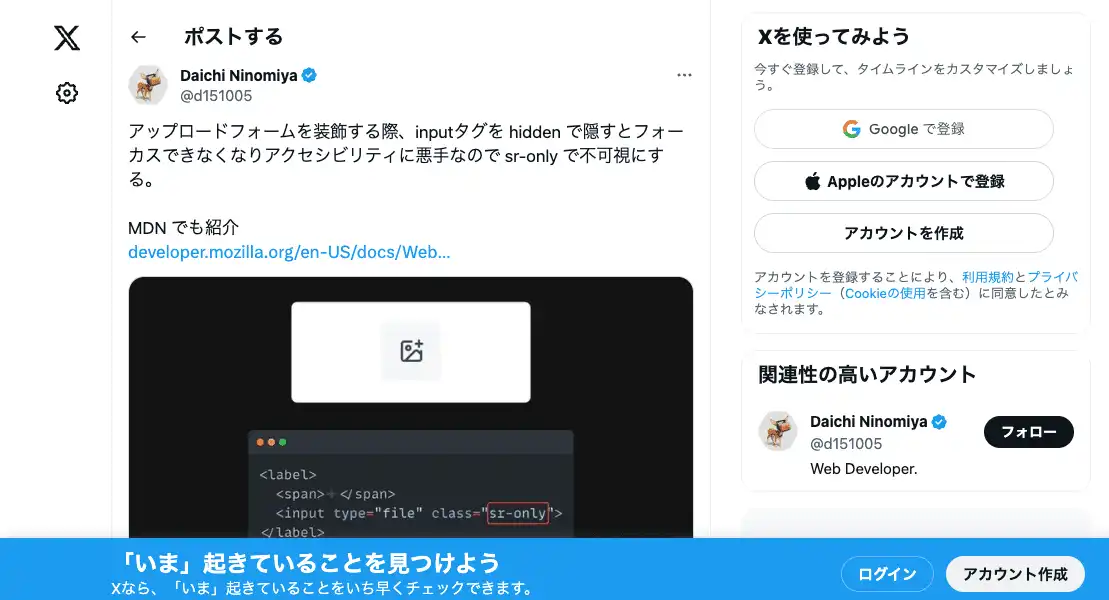 ポストする
Daichi Ninomiya
@d151005
アップロードフォームを装飾する際、inputタグを hidden で隠すとフォー
カスできなくなりアクセシビリティに悪手なので sr-only で不可視にす
る。
MDN でも紹介
developer.mozilla.org/en-US/docs/Web...
<label>
<span>+</span>
<input type="file" class="sr-only">
</label>
Xを使ってみよう
今すぐ登録して、タイムラインをカスタマイズしましょ
う。
Google で登録
Appleのアカウントで登録
アカウントを作成
アカウントを登録することにより、利用規約とプライバ
シーポリシー（Cookieの使用を含む）に同意したとみ
なされます。
関連性の高いアカウント
Daichi Ninomiya
@d151005
フォロー
Web Developer.
「いま」起きていることを見つけよう
Xなら、「いま」起きていることをいち早くチェックできます。
ログイン
アカウント作成